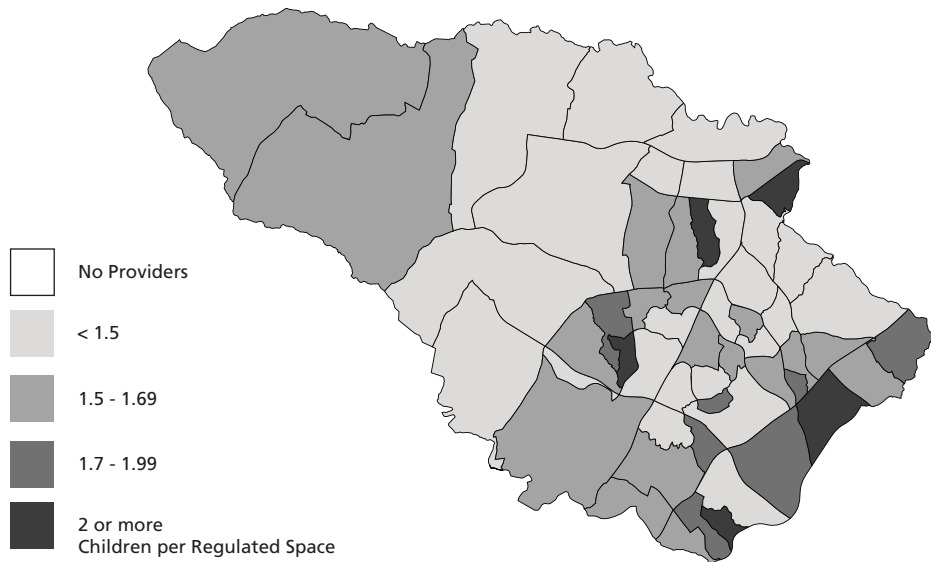 No Providers
< 1.5
1.5 - 1.69
1.7 - 1.99
2 or more
Children per Regulated Space